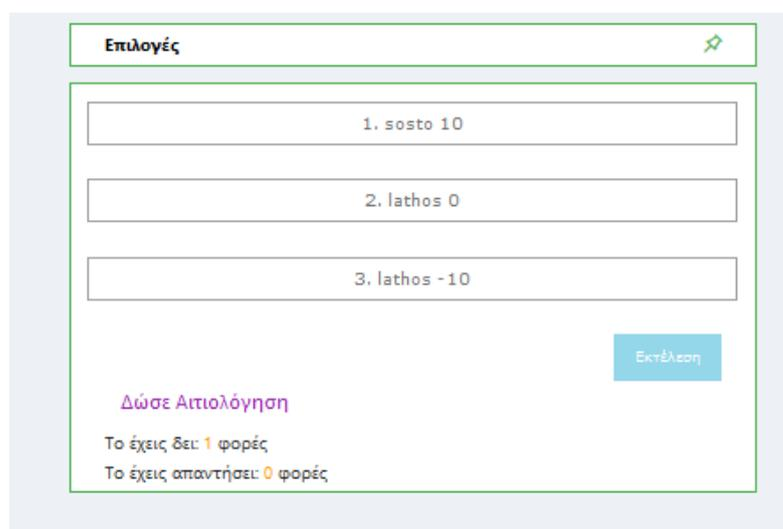 Επιλογές
1. sosto 10
2. lathos 0
3. lathos -10
Εκτέλεση
Δώσε Αιτιολόγηση
Το έχεις δει: 1 φορές
Το έχεις απαντήσει: 0 φορές